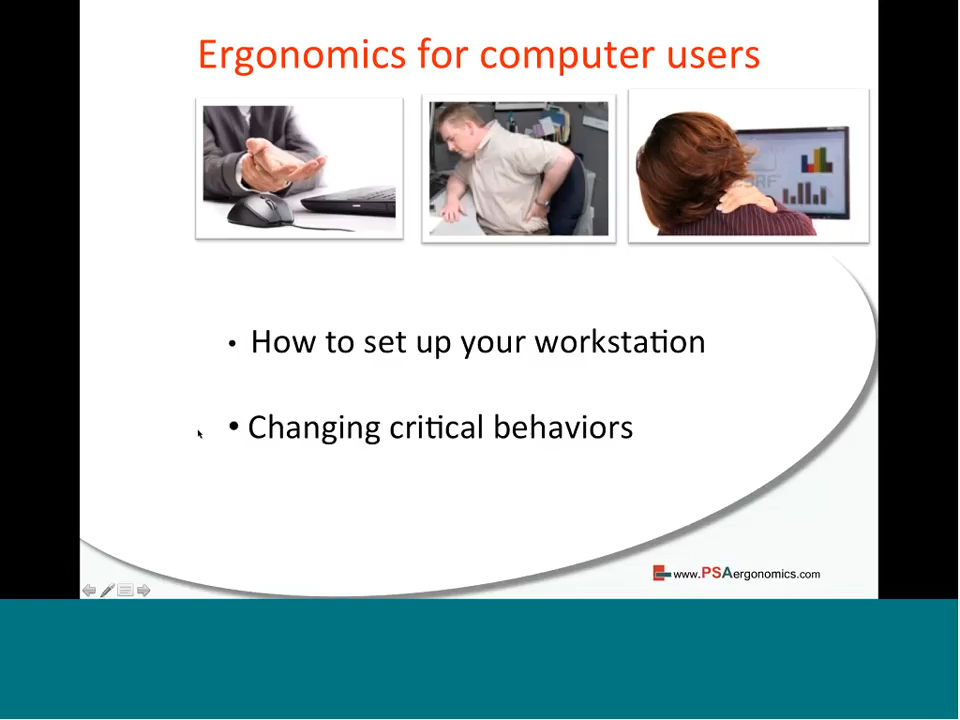 Ergonomics for computer users
• How to set up your workstation
• Changing critical behaviors
www.PSAergonomics.com